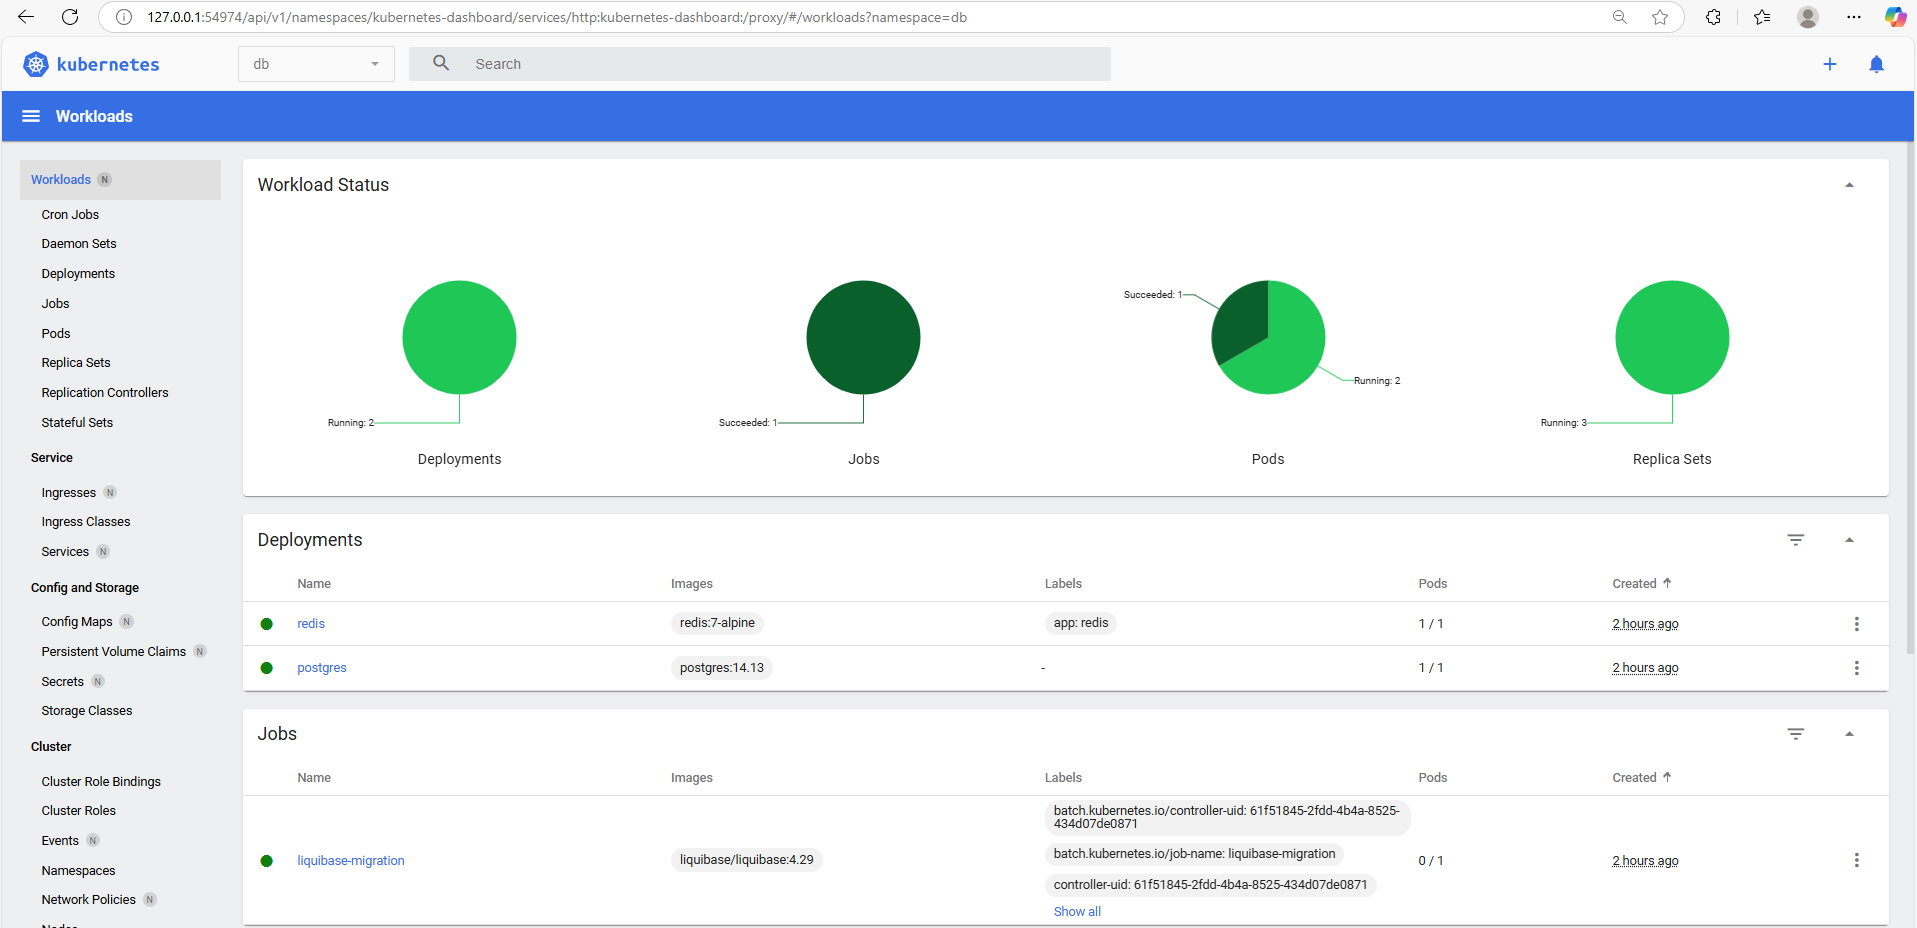 127.0.0.1:54974/api/v1/namespaces/kubernetes-dashboard/services/http:kubernetes-dashboard:/proxy/#/workloads?namespace=db
kubernetes
db
Search
Workloads
Workloads N
Cron Jobs
Daemon Sets
Deployments
Jobs
Pods
Replica Sets
Replication Controllers
Stateful Sets
Service
Ingresses N
Ingress Classes
Services N
Config and Storage
Config Maps N
Persistent Volume Claims N
Secrets N
Storage Classes
Cluster
Cluster Role Bindings
Cluster Roles
Events N
Namespaces
Network Policies N
Nodes
Workload Status
Running: 2
Deployments
Succeeded: 1
Jobs
Succeeded: 1
Running: 2
Pods
Running: 3
Replica Sets
Deployments
Name Images Labels Pods Created
redis redis:7-alpine app: redis 1 / 1 2 hours ago
postgres postgres:14.13 - 1 / 1 2 hours ago
Jobs
Name Images Labels Pods Created
batch.kubernetes.io/controller-uid: 61f51845-2fdd-4b4a-8525-
434d07de0871
batch.kubernetes.io/job-name: liquibase-migration
liquibase-migration liquibase/liquibase:4.29 0 / 1 2 hours ago
controller-uid: 61f51845-2fdd-4b4a-8525-434d07de0871
Show all